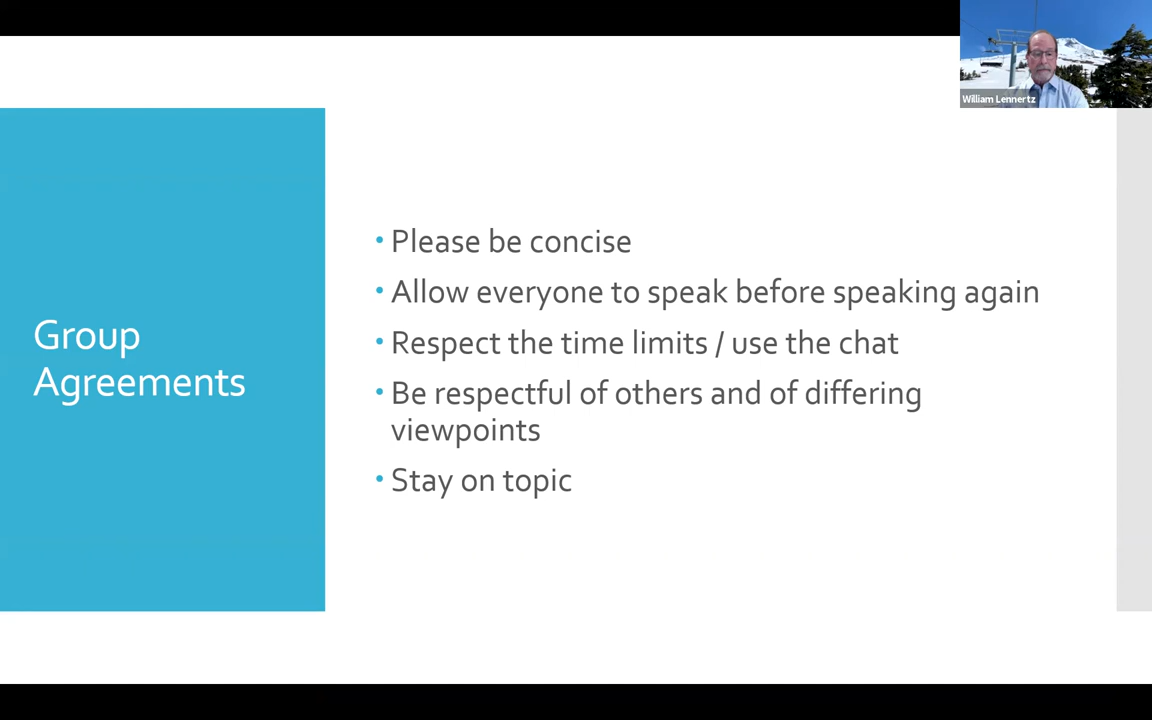 William Lennertz
Group
Agreements
• Please be concise
• Allow everyone to speak before speaking again
• Respect the time limits / use the chat
• Be respectful of others and of differing
viewpoints
• Stay on topic